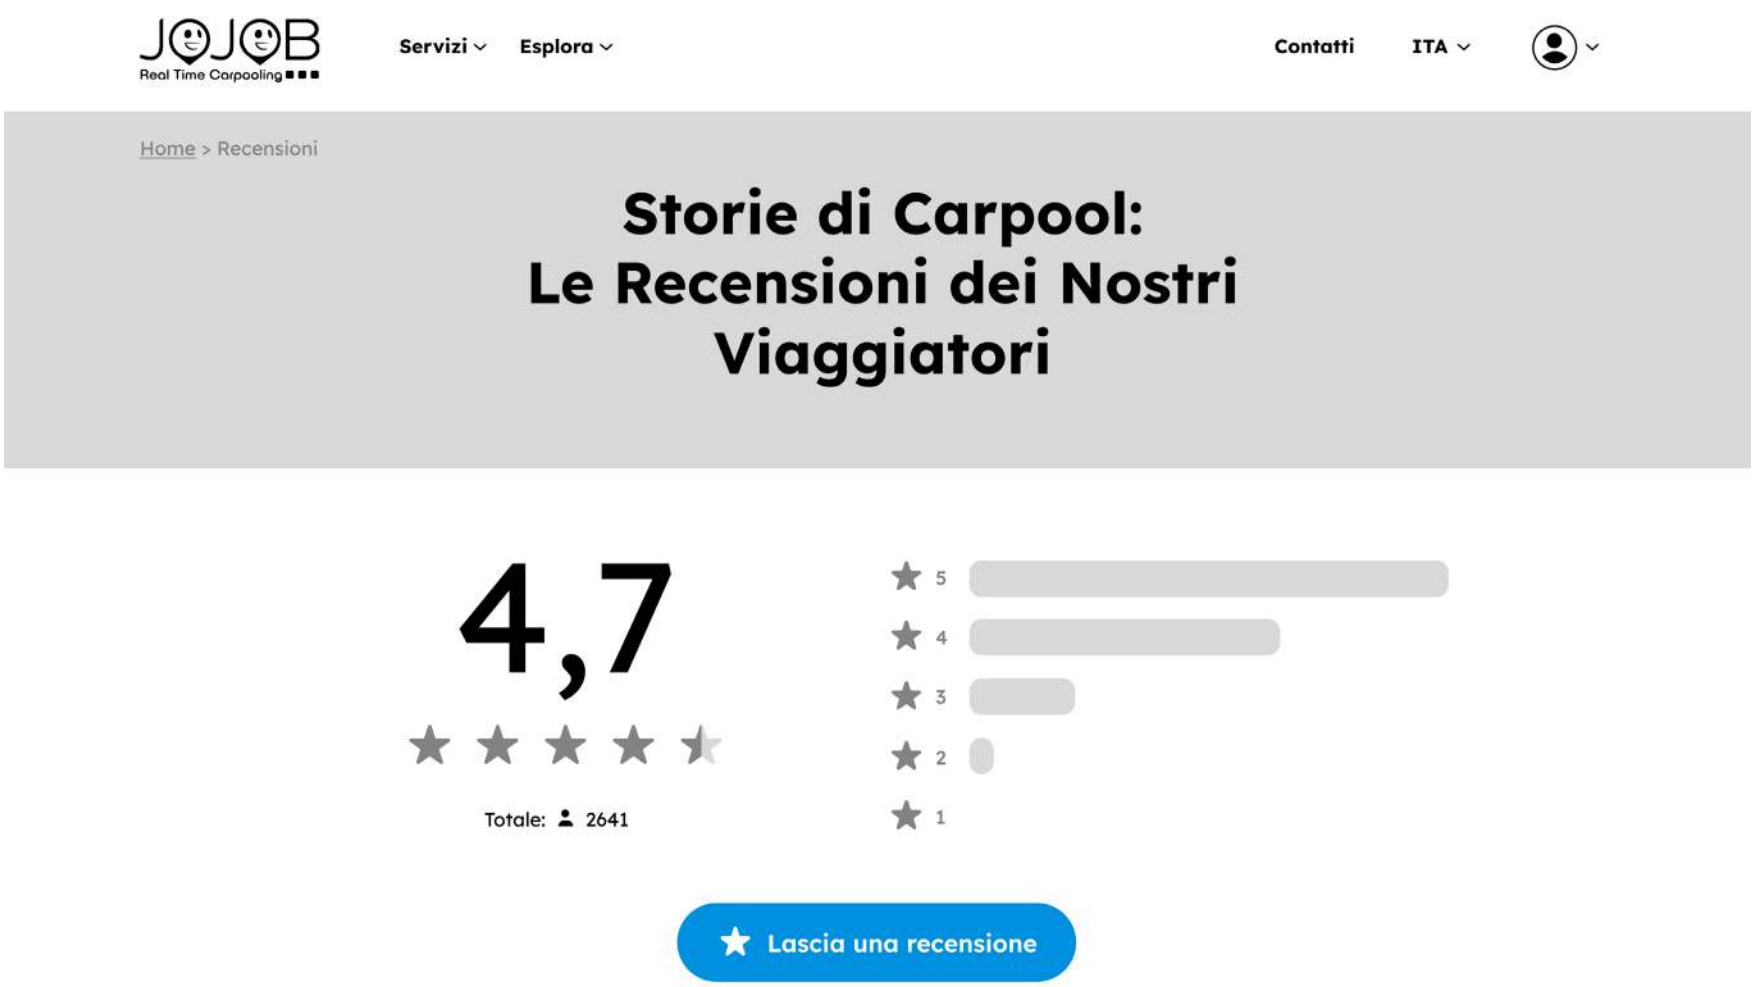 JOJOB
Real Time Carpooling
Servizi
Esplora
Contatti
ITA
Home > Recensioni
Storie di Carpool:
Le Recensioni dei Nostri
Viaggiatori
4,7
Totale: 2641
5
4
3
2
1
Lascia una recensione